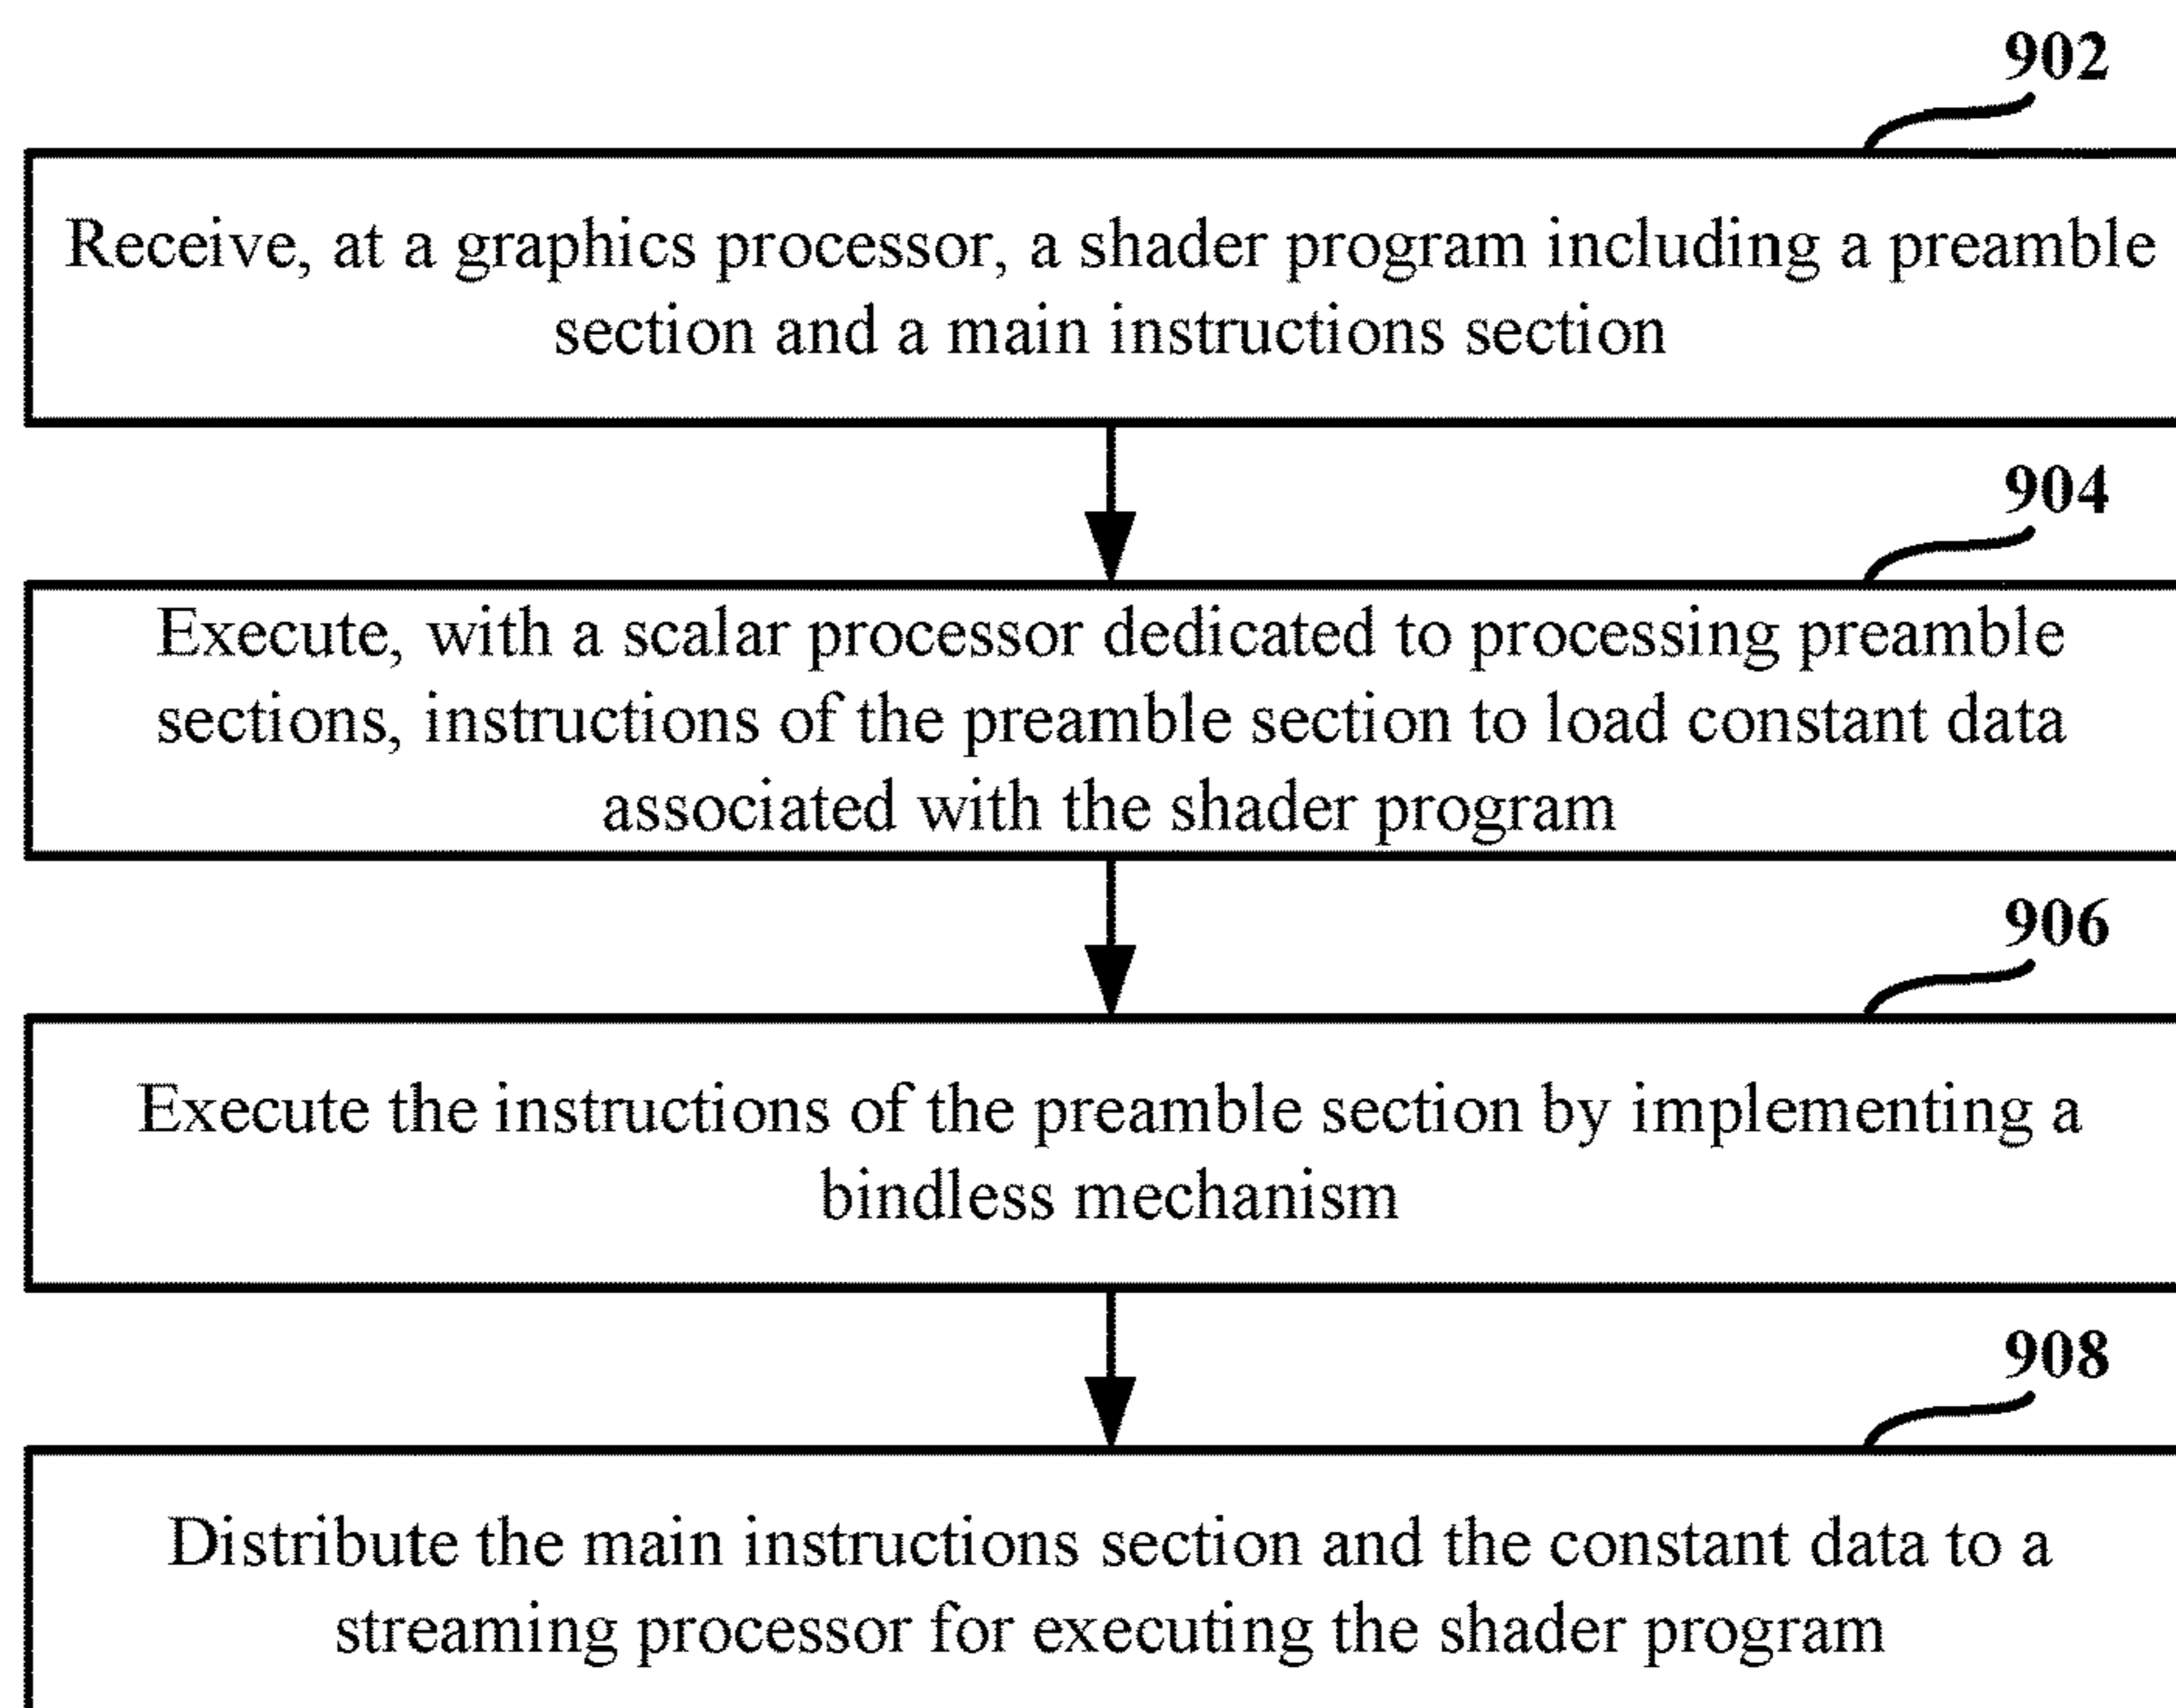 902
Receive, at a graphics processor, a shader program including a preamble
section and a main instructions section
904
Execute, with a scalar processor dedicated to processing preamble
sections, instructions of the preamble section to load constant data
associated with the shader program
906
Execute the instructions of the preamble section by implementing a
bindless mechanism
908
Distribute the main instructions section and the constant data to a
streaming processor for executing the shader program